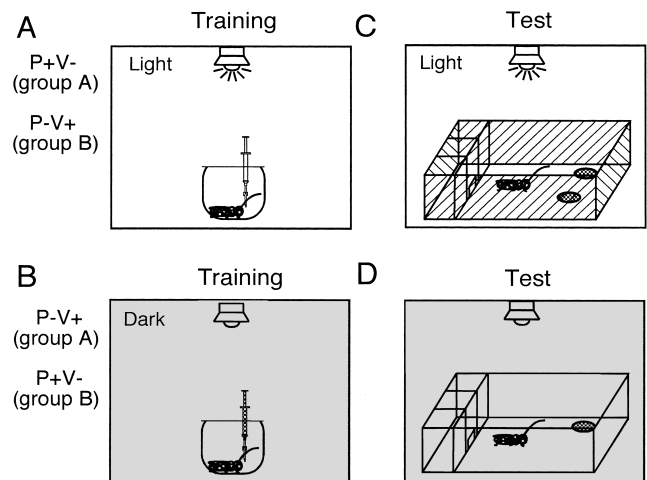 A
Training
C
Test
P+V-
(group A)
P-V+
(group B)
Light
Light
B
Training
D
Test
P-V+
(group A)
P+V-
(group B)
Dark